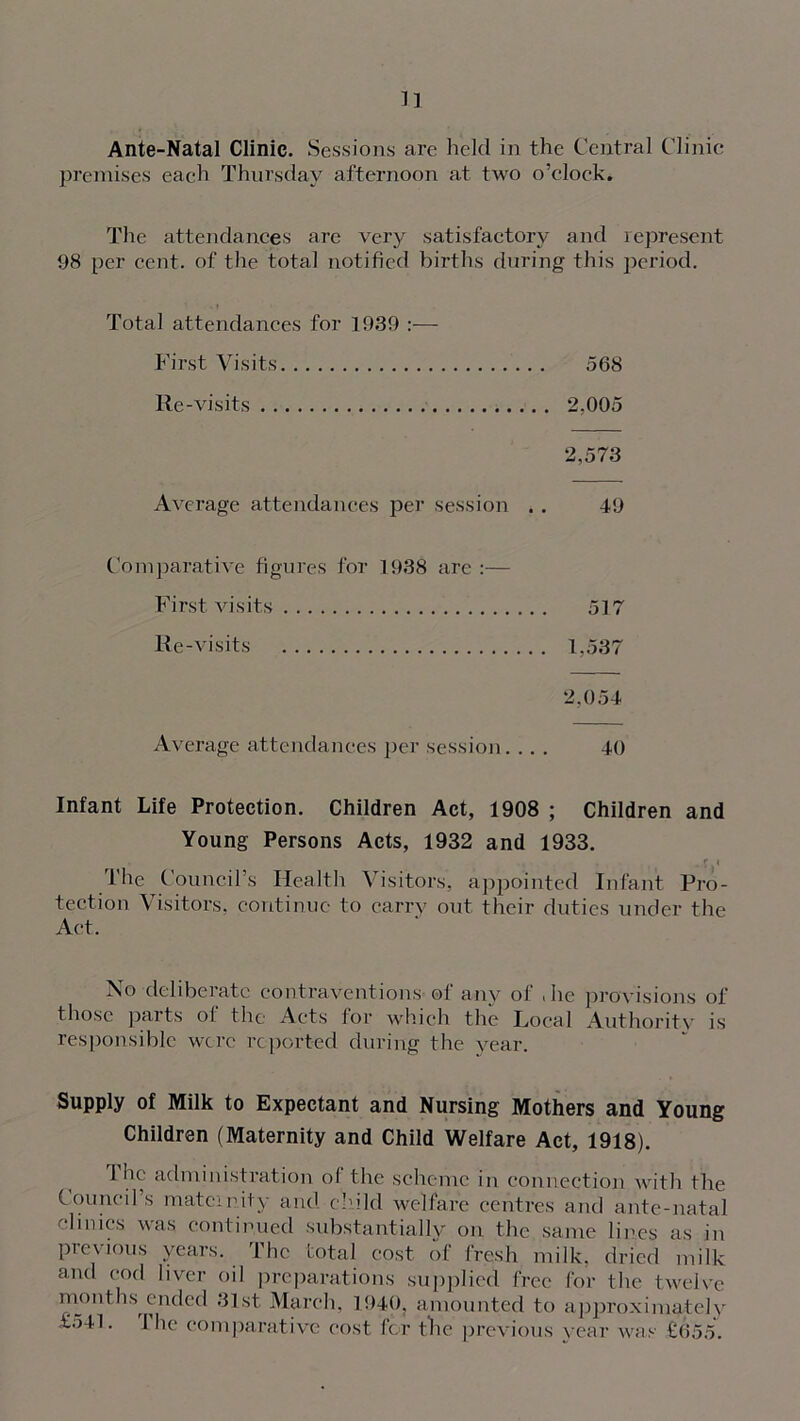 11
Ante-Natal Clinic. Sessions are held in the Central Clinic
premises each Thursday afternoon at two o'clock.
The attendances are very satisfactory and represent
98 per cent. of the total notified births during this period.
Total attendances for 1939 :—
First Visits.......................... 568
Re-visits............................ 2,005
2,573
Average attendances per session .. 49
Comparative figures for 1938 are :—
First visits.......................... 517
Re-visits .......................... 1,537
2,054
Average attendances per session.... 40
Infant Life Protection. Children Act, 1908 ; Children and
Young Persons Acts, 1932 and 1933.
The Council's Health Visitors, appointed Infant Pro-
tection Visitors, continue to carry out their duties under the
Act.
No deliberate contraventions of any of the provisions of
those parts of the Acts for which the Local Authority is
responsible were reported during the year.
Supply of Milk to Expectant and Nursing Mothers and Young
Children (Maternity and Child Welfare Act, 1918).
The administration of the scheme in connection with the
Council's maternity and child welfare centres and ante-natal
clinics was continued substantially on the same lines as in
previous years. The total cost of fresh milk, dried milk
and cod liver oil preparations supplied free for the twelve
months ended 31st March, 1940, amounted to approximately
£541. The comparative cost for the previous year was £655.